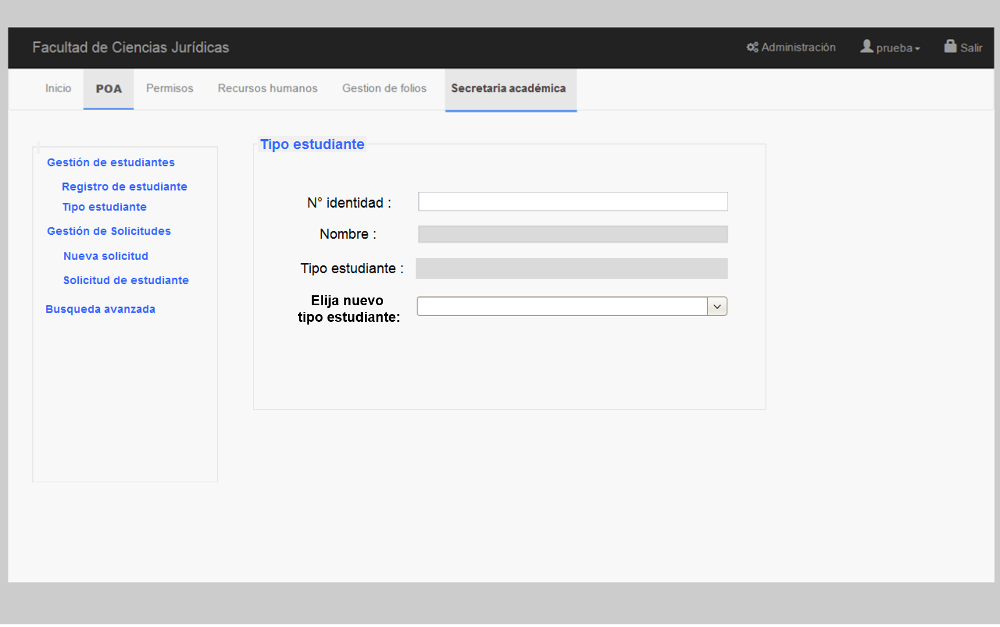 Facultad de Ciencias Jurídicas
Administración
prueba
Salir
Inicio
POA
Permisos
Recursos humanos
Gestion de folios
Secretaria académica
Gestión de estudiantes
Registro de estudiante
Tipo estudiante
Gestión de Solicitudes
Nueva solicitud
Solicitud de estudiante
Busqueda avanzada
Tipo estudiante
N° identidad :
Nombre :
Tipo estudiante :
Elija nuevo
tipo estudiante: